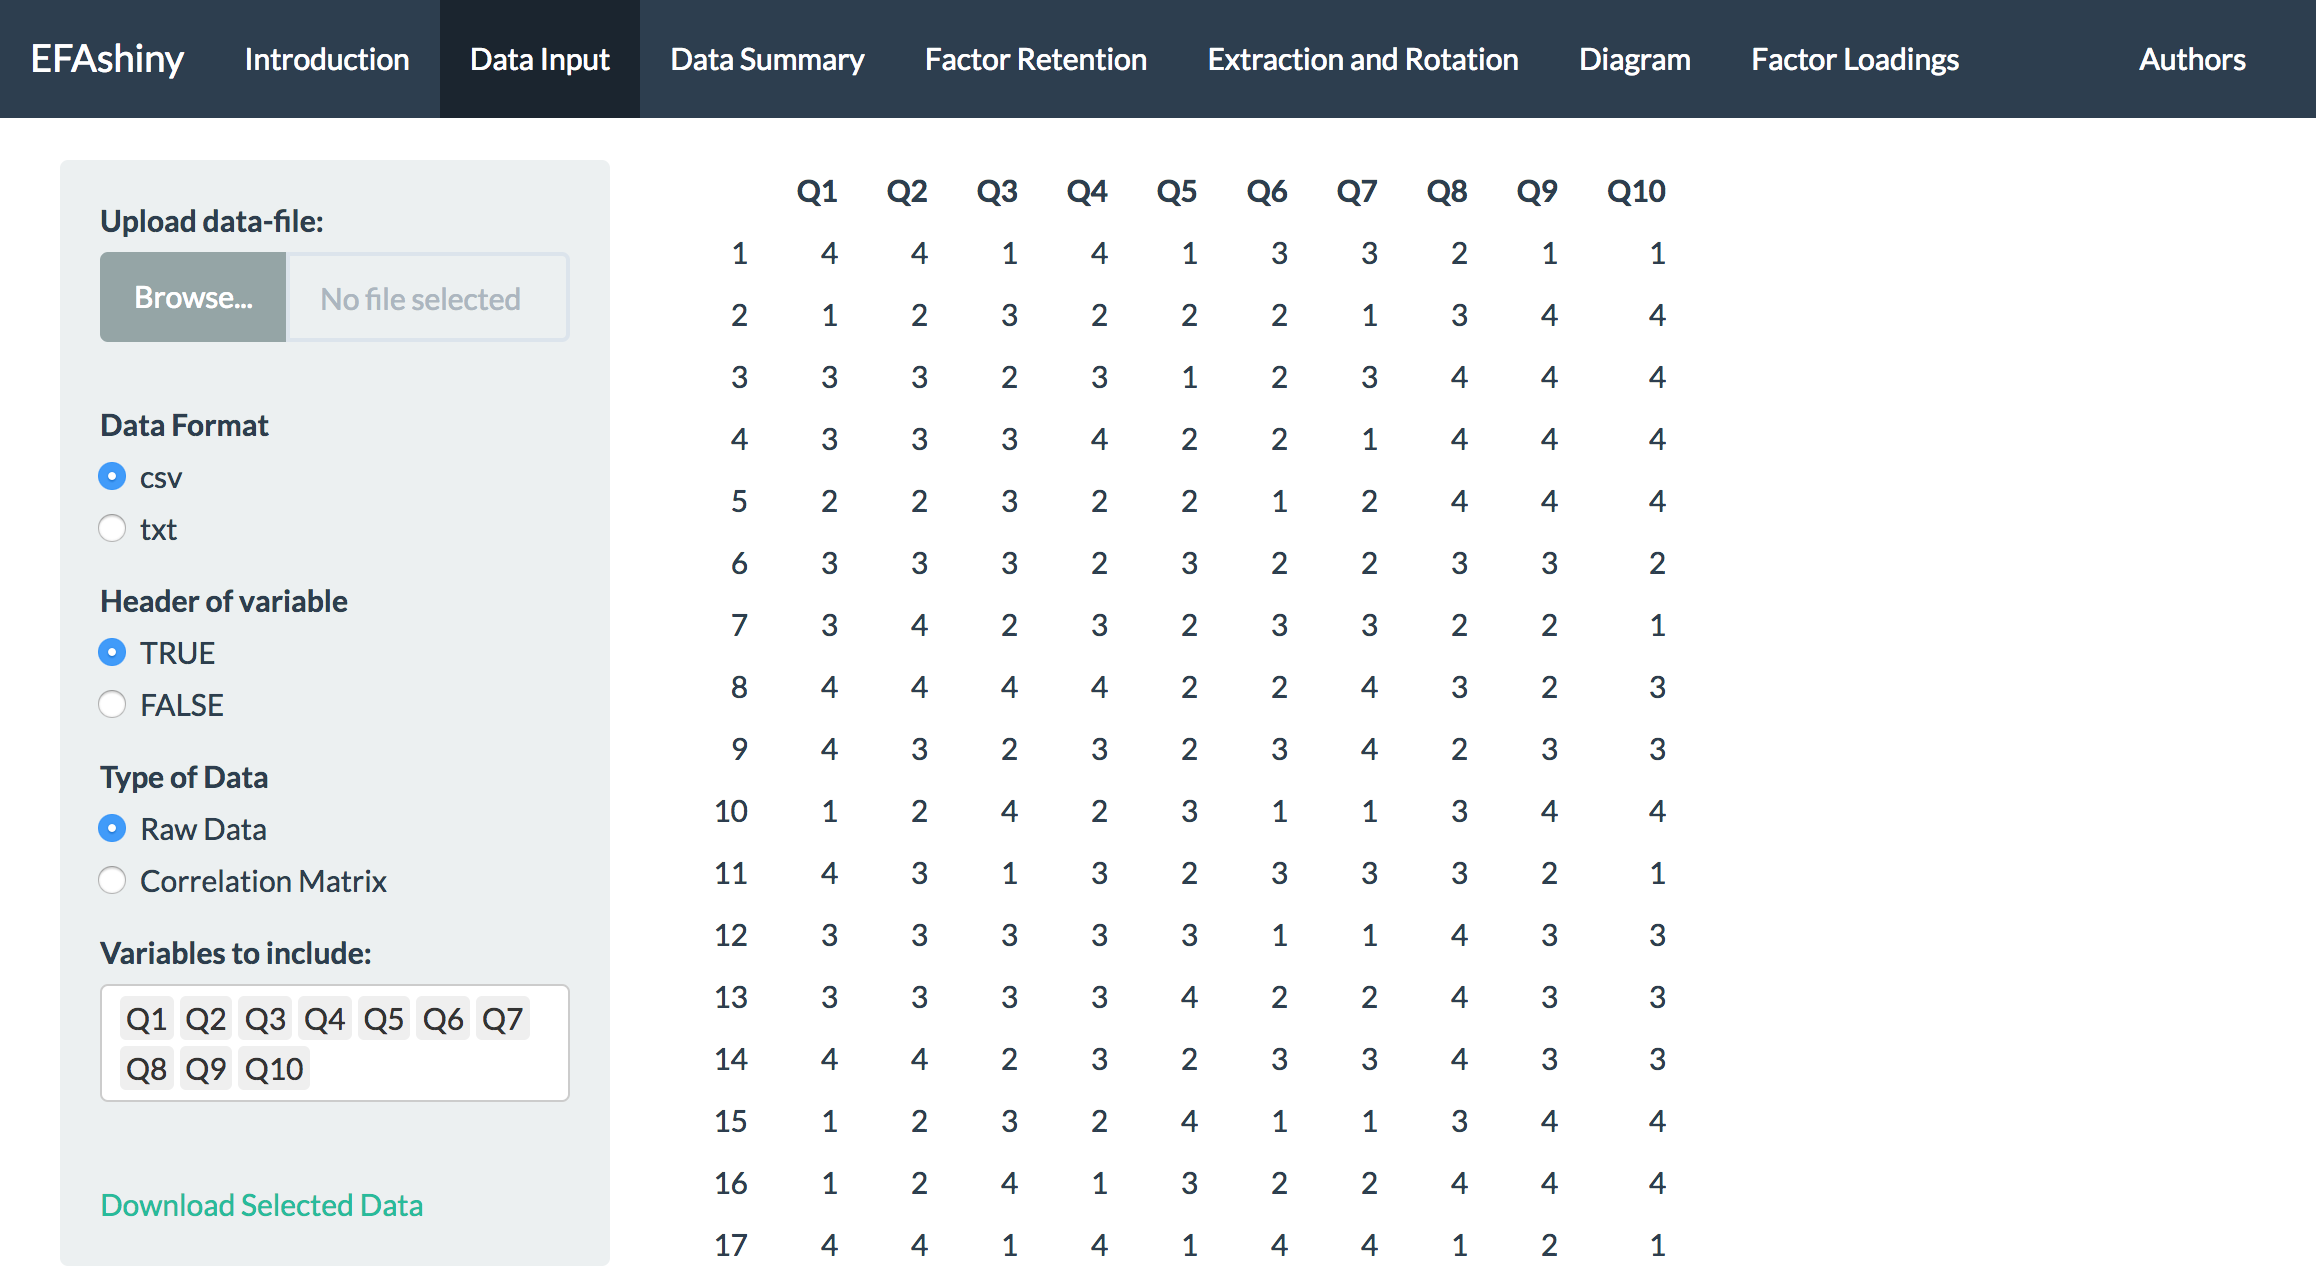 EFAshiny Introduction Data Input Data Summary Factor Retention Extraction and Rotation Diagram Factor Loadings Authors
Upload data-file:
Browse... No file selected
Data Format
csv
txt
Header of variable
TRUE
FALSE
Type of Data
Raw Data
Correlation Matrix
Variables to include:
Q1 Q2 Q3 Q4 Q5 Q6 Q7
Q8 Q9 Q10
Download Selected Data
Q1 Q2 Q3 Q4 Q5 Q6 Q7 Q8 Q9 Q10
1 4 4 1 4 1 3 3 2 1 1
2 1 2 3 2 2 2 1 3 4 4
3 3 3 2 3 1 2 3 4 4 4
4 3 3 3 4 2 2 1 4 4 4
5 2 2 3 2 2 1 2 4 4 4
6 3 3 3 2 3 2 2 3 3 2
7 3 4 2 3 2 3 3 2 2 1
8 4 4 4 4 2 2 4 3 2 3
9 4 3 2 3 2 3 4 2 3 3
10 1 2 4 2 3 1 1 3 4 4
11 4 3 1 3 2 3 3 3 2 1
12 3 3 3 3 3 1 1 4 3 3
13 3 3 3 3 4 2 2 4 3 3
14 4 4 2 3 2 3 3 4 3 3
15 1 2 3 2 4 1 1 3 4 4
16 1 2 4 1 3 2 2 4 4 4
17 4 4 1 4 1 4 4 1 2 1